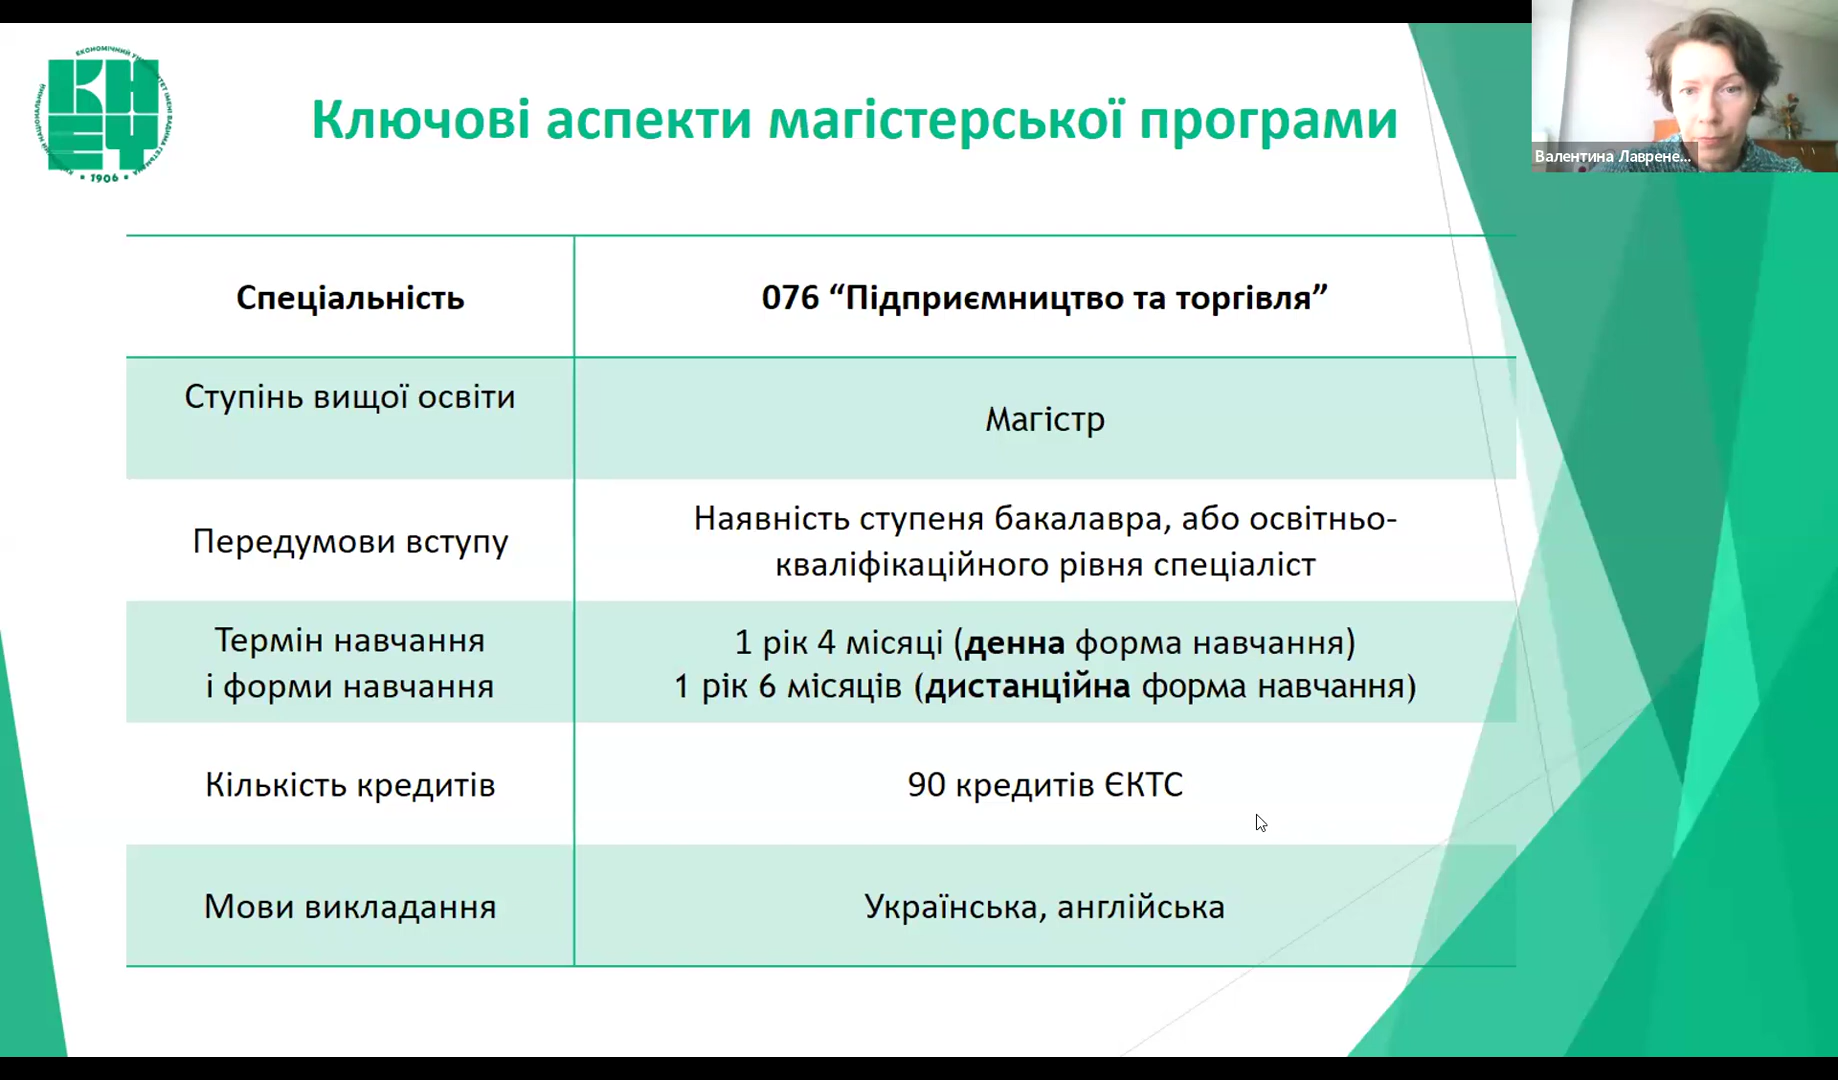 КНЕУ
• 1906 •
Ключові аспекти магістерської програми
Валентина Лаврене...
Спеціальність
076 “Підприємництво та торгівля”
Ступінь вищої освіти
Магістр
Передумови вступу
Наявність ступеня бакалавра, або освітньо-
кваліфікаційного рівня спеціаліст
Термін навчання
і форми навчання
1 рік 4 місяці (денна форма навчання)
1 рік 6 місяців (дистанційна форма навчання)
Кількість кредитів
90 кредитів ЄКТС
Мови викладання
Українська, англійська